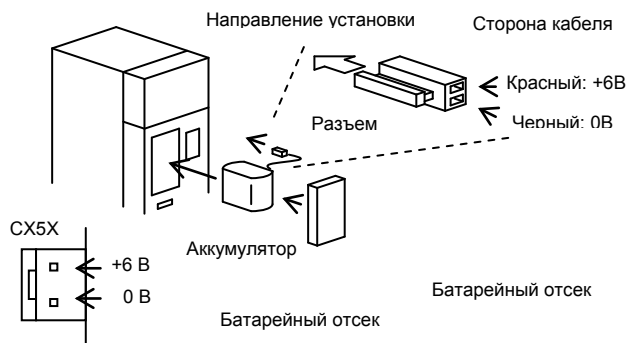 Направление установки
Сторона кабеля
Красный: +6В
Разъем
Черный: 0В
CX5X
Аккумулятор
+6 В
0 В
Батарейный отсек
Батарейный отсек